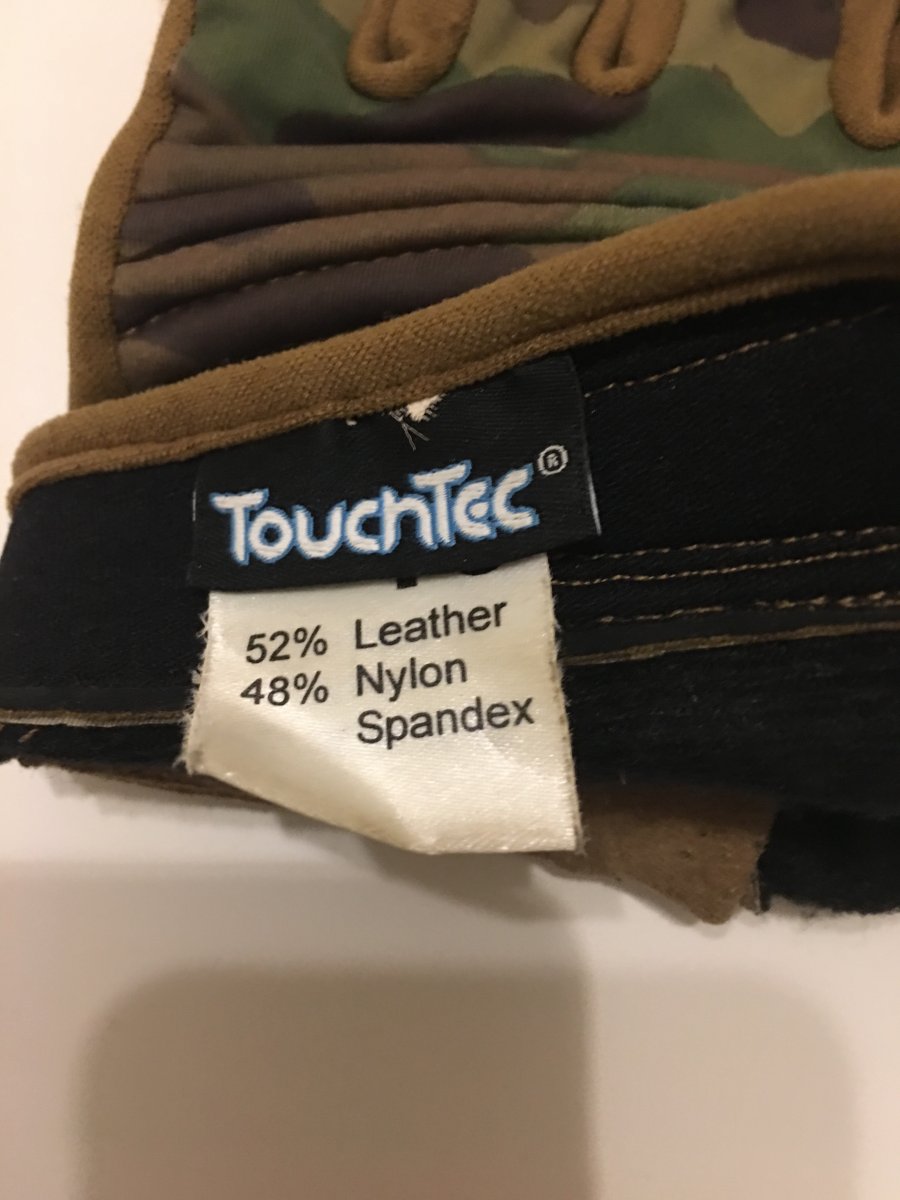 TouchTec®
52% Leather
48% Nylon
Spandex